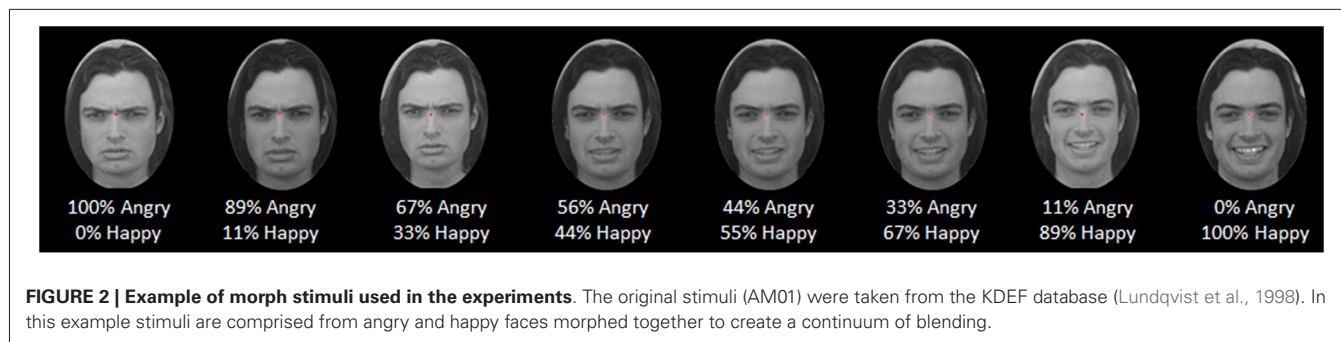 100% Angry 89% Angry 67% Angry 56% Angry 44% Angry 33% Angry 11% Angry 0% Angry
0% Happy 11% Happy 33% Happy 44% Happy 55% Happy 67% Happy 89% Happy 100% Happy
FIGURE 2 | Example of morph stimuli used in the experiments. The original stimuli (AM01) were taken from the KDEF database (Lundqvist et al., 1998). In
this example stimuli are comprised from angry and happy faces morphed together to create a continuum of blending.